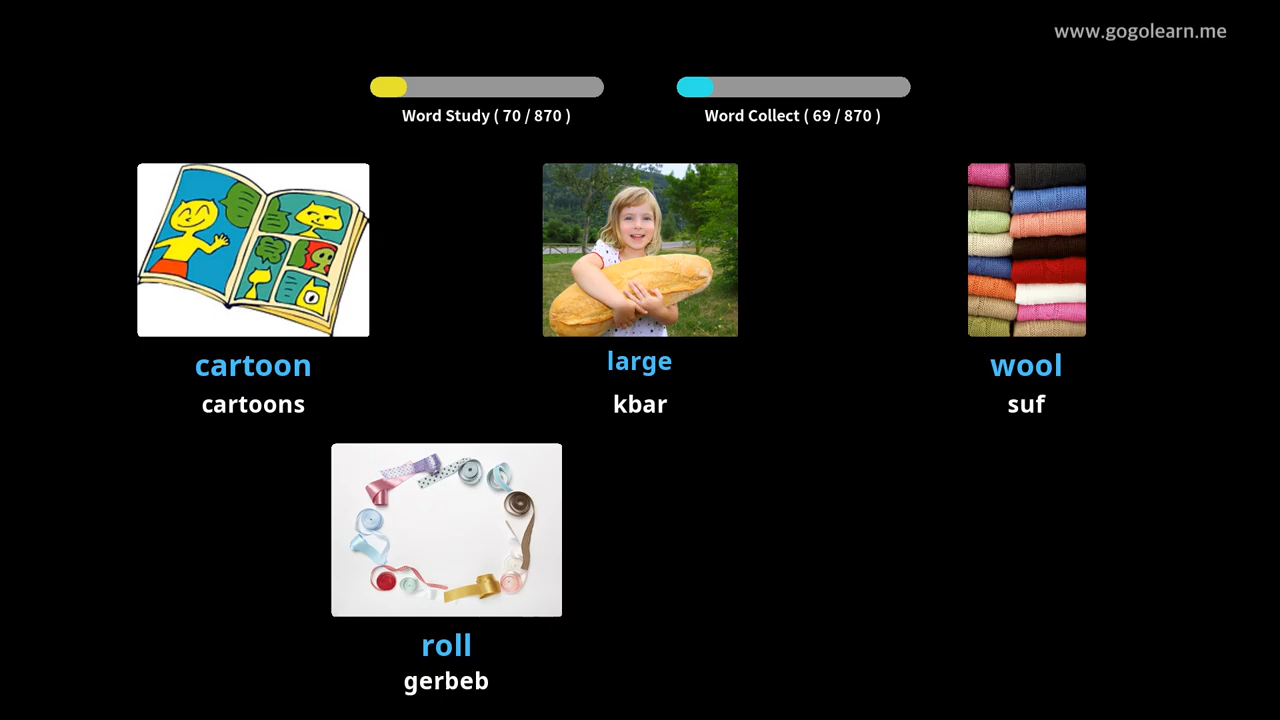 www.gogolearn.me
Word Study ( 70 / 870 )
Word Collect ( 69 / 870 )
cartoon
cartoons
large
kbar
wool
suf
roll
gerbeb